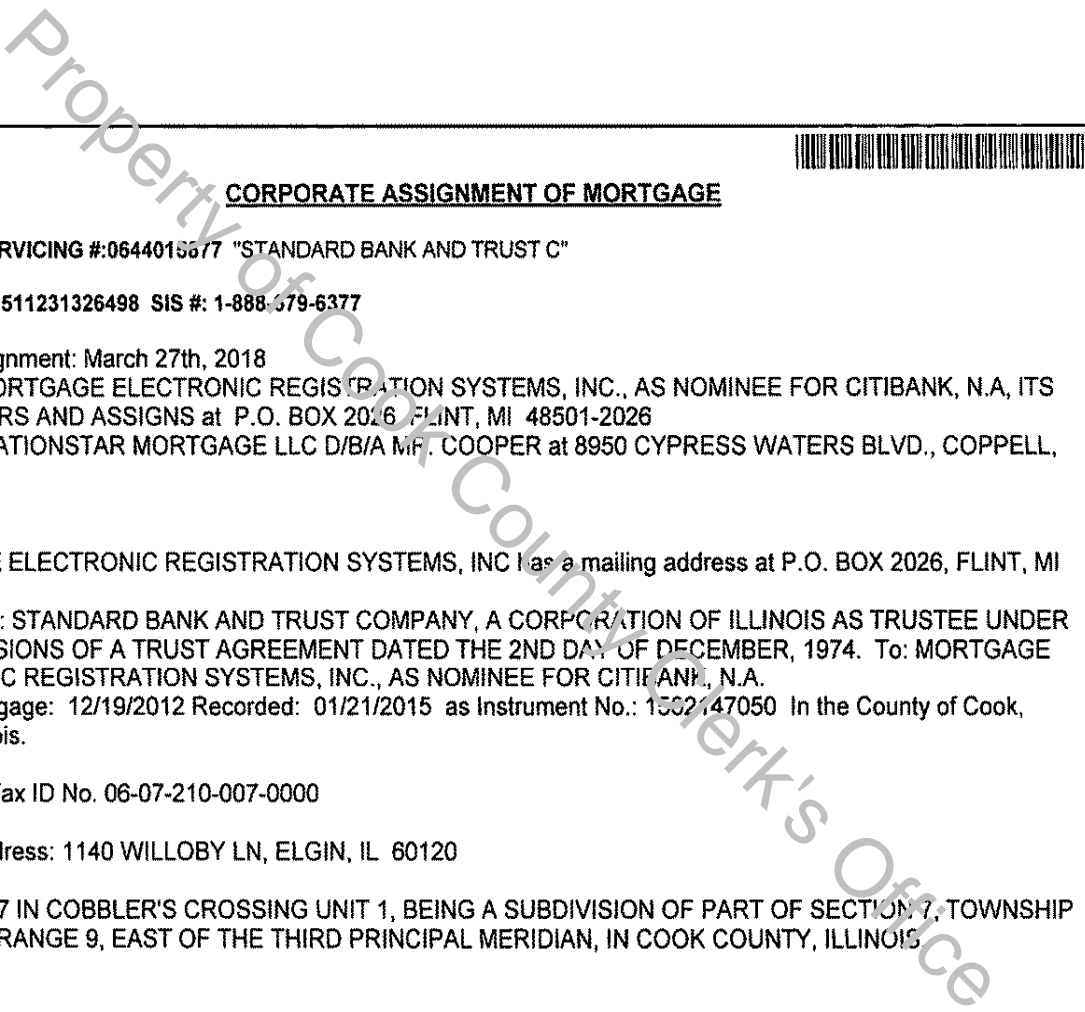 CORPORATE ASSIGNMENT OF MORTGAGE
RVICING #: "STANDARD BANK AND TRUST C"
511231326498 SIS #: 1-888-679-6377
gnment: March 27th, 2018
ORTGAGE ELECTRONIC REGISTRATION SYSTEMS, INC., AS NOMINEE FOR CITIBANK, N.A, ITS
RS AND ASSIGNS at P.O. BOX 2026 FLINT, MI 48501-2026
ATIONSTAR MORTGAGE LLC D/B/A MR. COOPER at 8950 CYPRESS WATERS BLVD., COPPELL,
E ELECTRONIC REGISTRATION SYSTEMS, INC has a mailing address at P.O. BOX 2026, FLINT, MI
: STANDARD BANK AND TRUST COMPANY, A CORPORATION OF ILLINOIS AS TRUSTEE UNDER
SIONS OF A TRUST AGREEMENT DATED THE 2ND DAY OF DECEMBER, 1974. To: MORTGAGE
C REGISTRATION SYSTEMS, INC., AS NOMINEE FOR CITIBANK, N.A.
gage: 12/19/2012 Recorded: 01/21/2015 as Instrument No.: In the County of Cook,
ois.
Tax ID No. 06-07-210-007-0000
dress: 1140 WILLOBY LN, ELGIN, IL 60120
7 IN COBBLER'S CROSSING UNIT 1, BEING A SUBDIVISION OF PART OF SECTION 7, TOWNSHIP
RANGE 9, EAST OF THE THIRD PRINCIPAL MERIDIAN, IN COOK COUNTY, ILLINOIS
Property of Cook County Clerk's Office